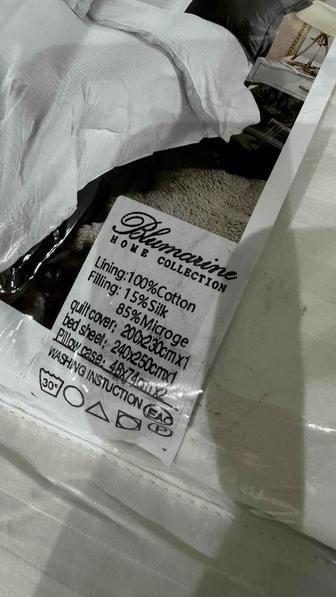 Blumarine
HOME COLLECTION
Lining:100%Cotton
Filling: 15%Silk
85%Microge
quilt cover: 200x230cmx1
bed sheet: 240x250cmx1
Pillow case: 48x74cmx2
WASHING INSTUCTION
30°
EAC
P